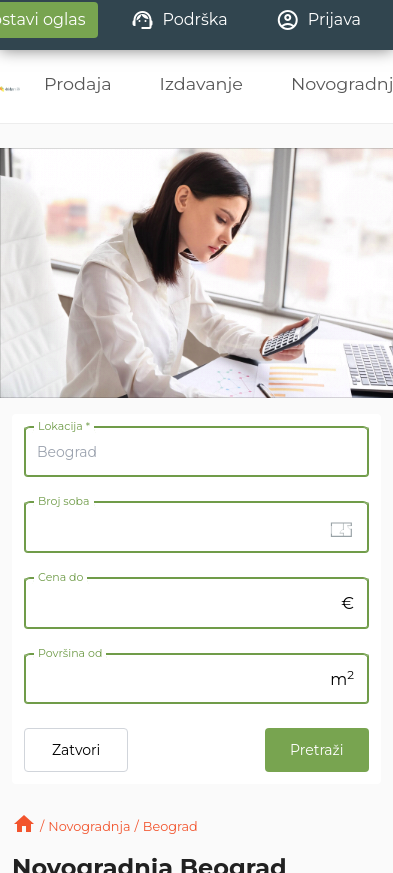 ostavi oglas Podrška Prijava
Prodaja Izdavanje Novogradnj
Lokacija *
Beograd
Broj soba
Cena do
€
Površina od
m²
Zatvori Pretraži
/ Novogradnja / Beograd
Novogradnja Beograd